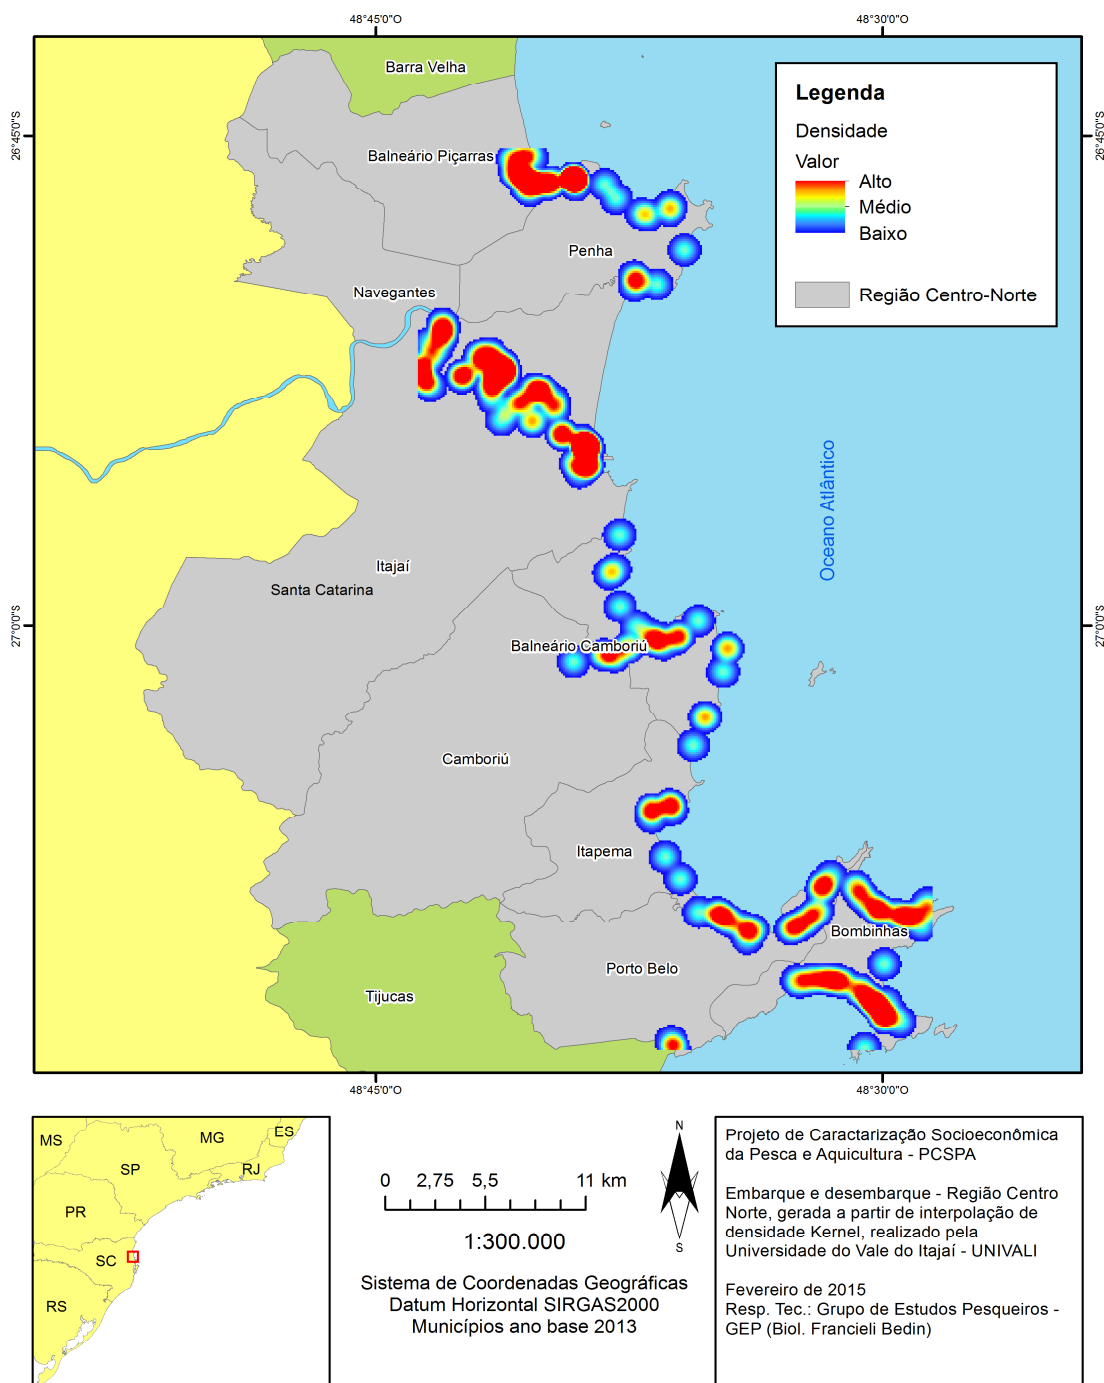 48°45'0"O
48°30'0"O
26°45'0"S
26°45'0"S
Barra Velha
Legenda
Densidade
Valor
Alto
Médio
Baixo
Região Centro-Norte
Balneário Piçarras
Penha
Navegantes
Oceano Atlântico
Itajaí
Santa Catarina
27°0'0"S
27°0'0"S
Balneário Camboriú
Camboriú
Itapema
Bombinhas
Porto Belo
Tijucas
48°45'0"O
48°30'0"O
MS
MG
ES
SP
RJ
PR
SC
RS
0 2,75 5,5 11 km
1:300.000
Sistema de Coordenadas Geográficas
Datum Horizontal SIRGAS2000
Municípios ano base 2013
N
S
Projeto de Caractarização Socioeconômica
da Pesca e Aquicultura - PCSPA
Embarque e desembarque - Região Centro
Norte, gerada a partir de interpolação de
densidade Kernel, realizado pela
Universidade do Vale do Itajaí - UNIVALI
Fevereiro de 2015
Resp. Tec.: Grupo de Estudos Pesqueiros -
GEP (Biol. Francieli Bedin)